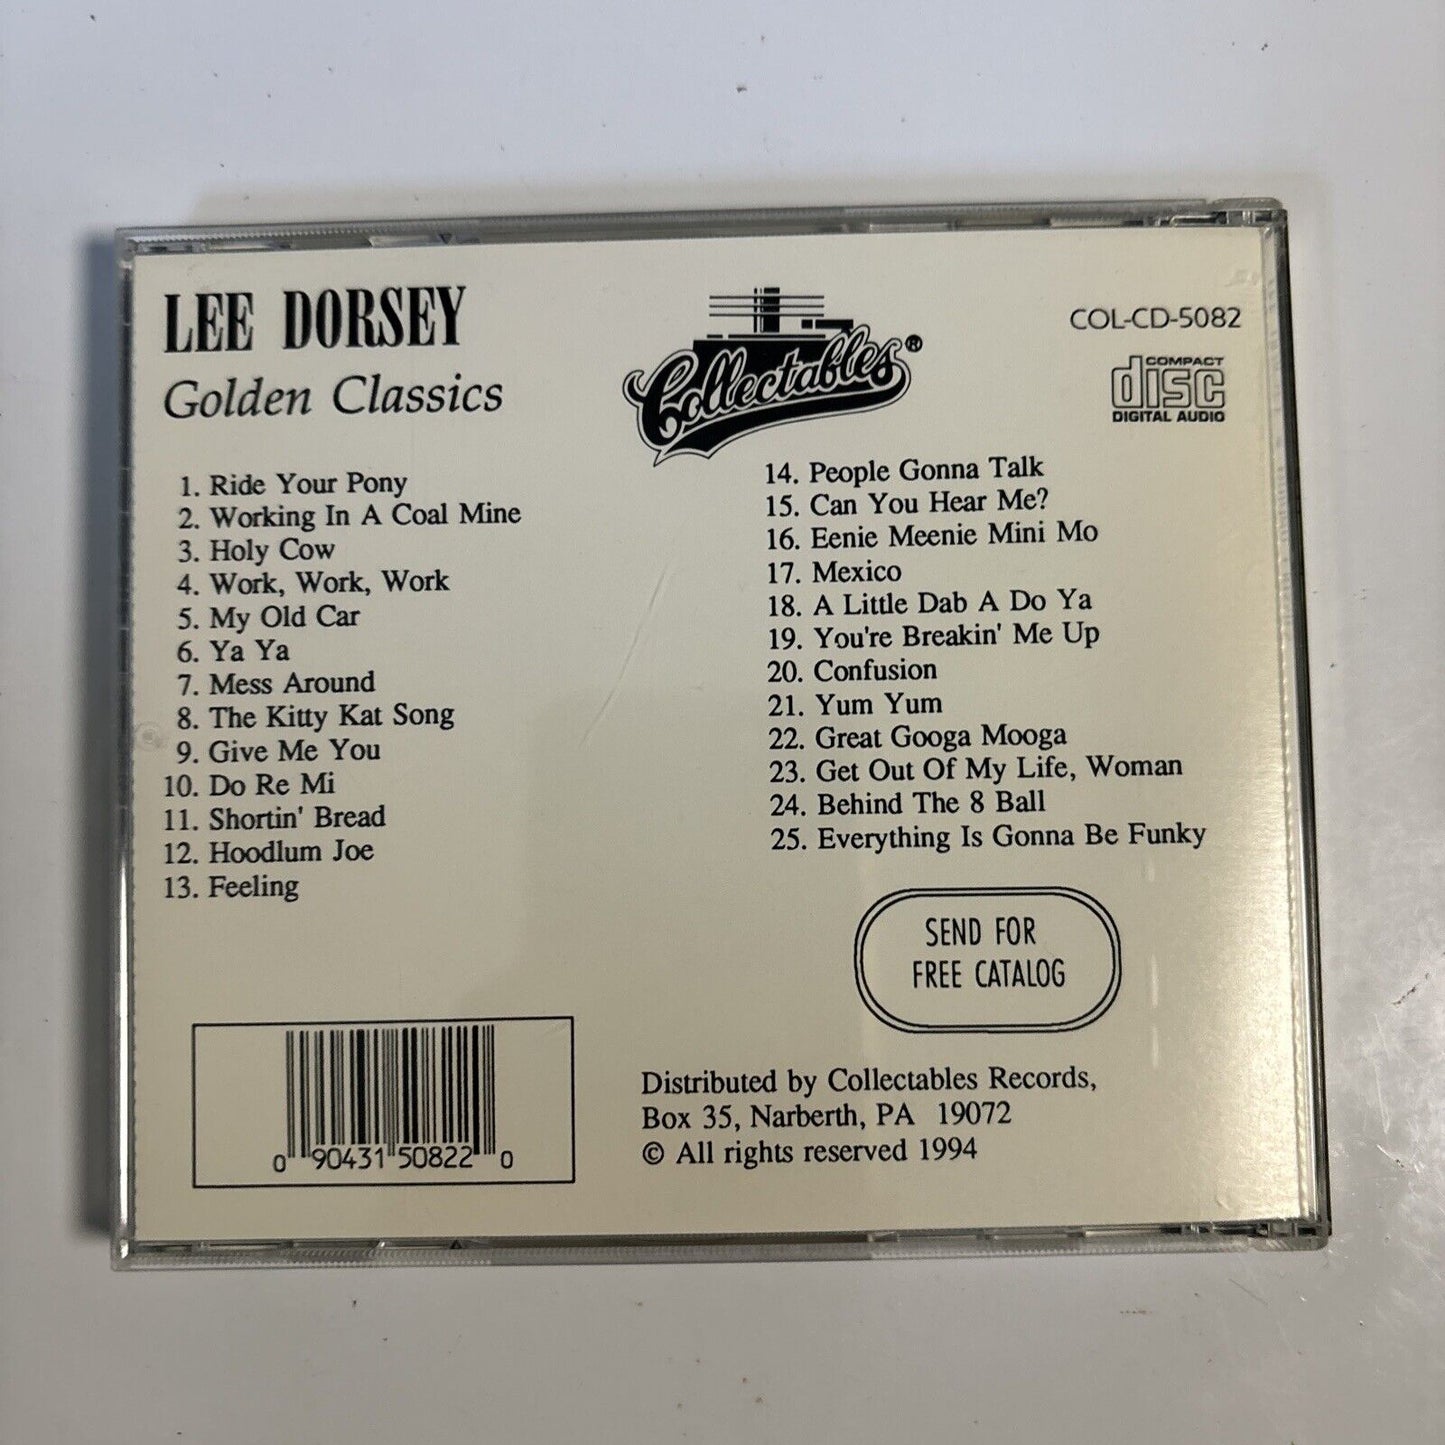 LEE DORSEY
Golden Classics
Collectables®
COL-CD-5082
COMPACT
disc
DIGITAL AUDIO
1. Ride Your Pony
2. Working In A Coal Mine
3. Holy Cow
4. Work, Work, Work
5. My Old Car
6. Ya Ya
7. Mess Around
8. The Kitty Kat Song
9. Give Me You
10. Do Re Mi
11. Shortin' Bread
12. Hoodlum Joe
13. Feeling
14. People Gonna Talk
15. Can You Hear Me?
16. Eenie Meenie Mini Mo
17. Mexico
18. A Little Dab A Do Ya
19. You're Breakin' Me Up
20. Confusion
21. Yum Yum
22. Great Googa Mooga
23. Get Out Of My Life, Woman
24. Behind The 8 Ball
25. Everything Is Gonna Be Funky
SEND FOR
FREE CATALOG
0 90431 50822 0
Distributed by Collectables Records,
Box 35, Narberth, PA 19072
© All rights reserved 1994